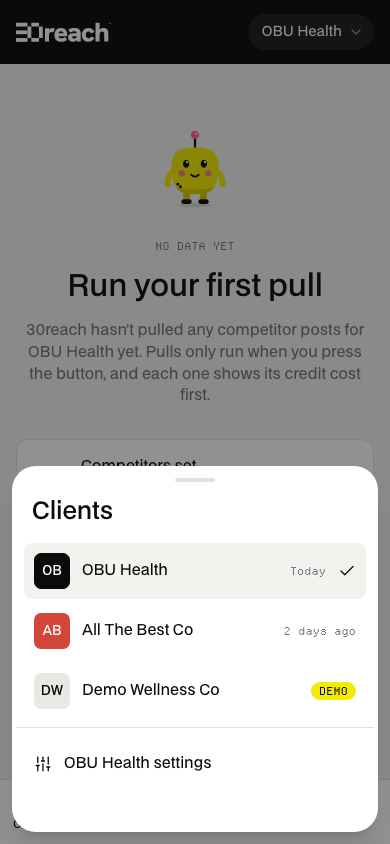 30reach
OBU Health
NO DATA YET
Run your first pull
30reach hasn't pulled any competitor posts for
OBU Health yet. Pulls only run when you press
the button, and each one shows its credit cost
first.
Competitors set
Clients
OB OBU Health Today
AB All The Best Co 2 days ago
DW Demo Wellness Co DEMO
OBU Health settings